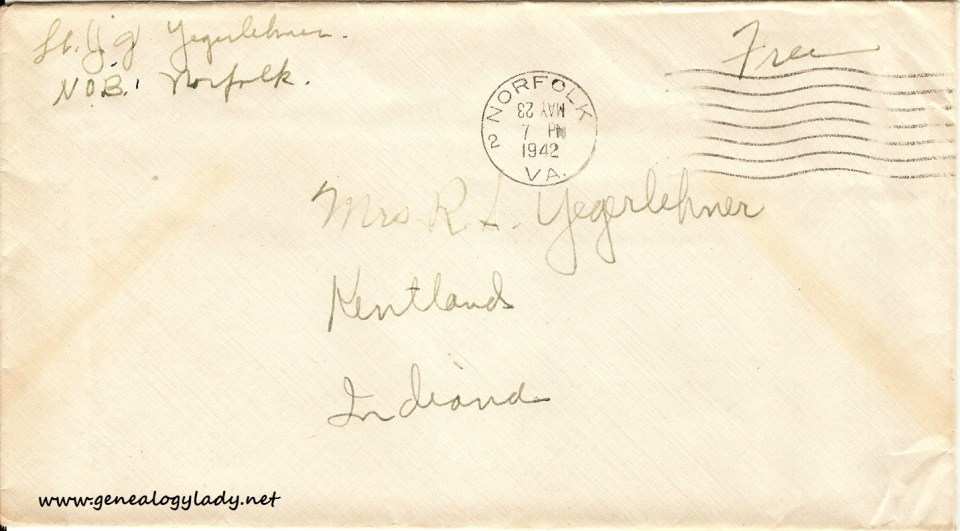 Lt. (j g) Yegerlehner.
N.O.B. Norfolk.
Free
NORFOLK
MAY 23
7 PM
1942
2
VA.
Mrs R. L. Yegerlehner
Kentland
Indiana
www.genealogylady.net